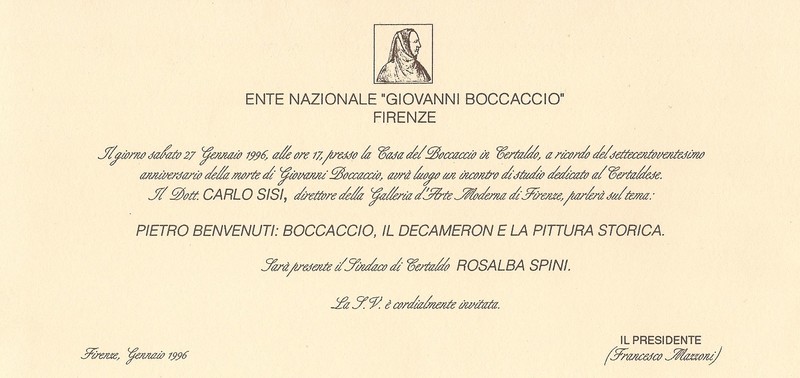 ENTE NAZIONALE "GIOVANNI BOCCACCIO"
FIRENZE
Il giorno sabato 27 Gennaio 1996, alle ore 17, presso la Casa del Boccaccio in Certaldo, a ricordo del settecentoventesimo
anniversario della morte di Giovanni Boccaccio, avrà luogo un incontro di studio dedicato al Certaldese.
Il Dott. CARLO SISI, direttore della Galleria d'Arte Moderna di Firenze, parlerà sul tema:
PIETRO BENVENUTI: BOCCACCIO, IL DECAMERON E LA PITTURA STORICA.
Sarà presente il Sindaco di Certaldo ROSALBA SPINI.
La S.V. è cordialmente invitata.
Firenze, Gennaio 1996
IL PRESIDENTE
(Francesco Mazzoni)